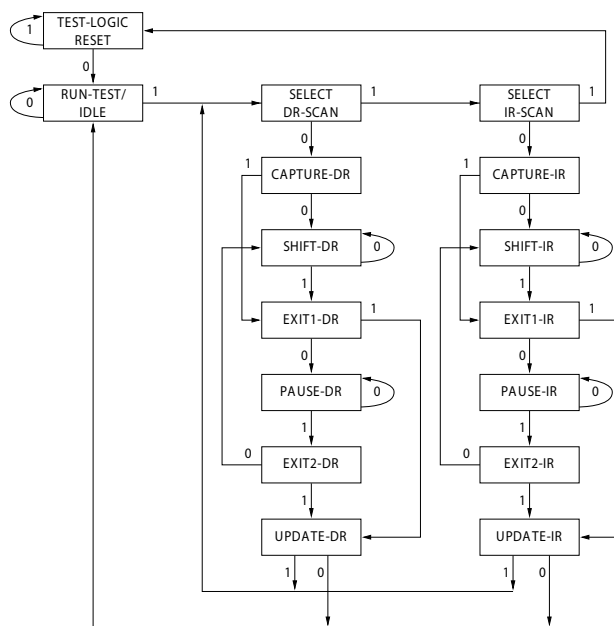 TEST-LOGIC
RESET
1
0
RUN-TEST/
IDLE
0
1
SELECT
DR-SCAN
1
SELECT
IR-SCAN
1
0
0
1
CAPTURE-DR
1
CAPTURE-IR
0
0
SHIFT-DR
0
SHIFT-IR
0
1
1
EXIT1-DR
1
EXIT1-IR
1
0
0
PAUSE-DR
0
PAUSE-IR
0
1
1
0
EXIT2-DR
0
EXIT2-IR
1
1
UPDATE-DR
UPDATE-IR
1
0
1
0